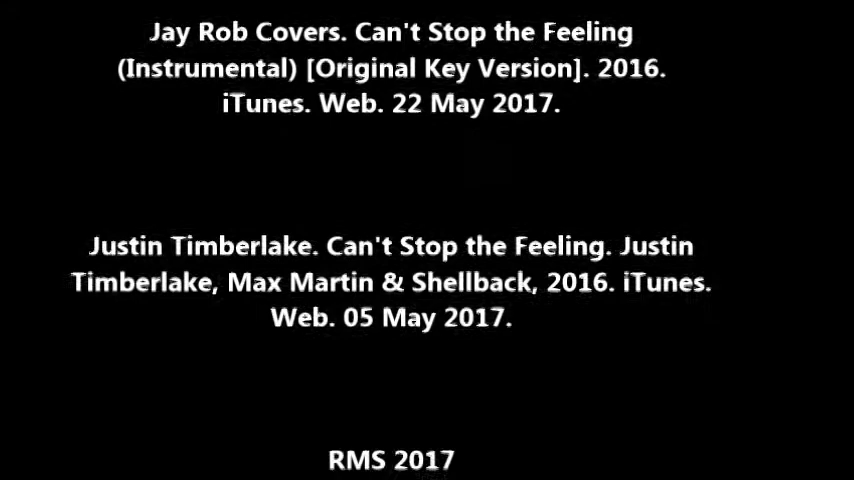 Jay Rob Covers. Can't Stop the Feeling
(Instrumental) [Original Key Version]. 2016.
iTunes. Web. 22 May 2017.
Justin Timberlake. Can't Stop the Feeling. Justin
Timberlake, Max Martin & Shellback, 2016. iTunes.
Web. 05 May 2017.
RMS 2017